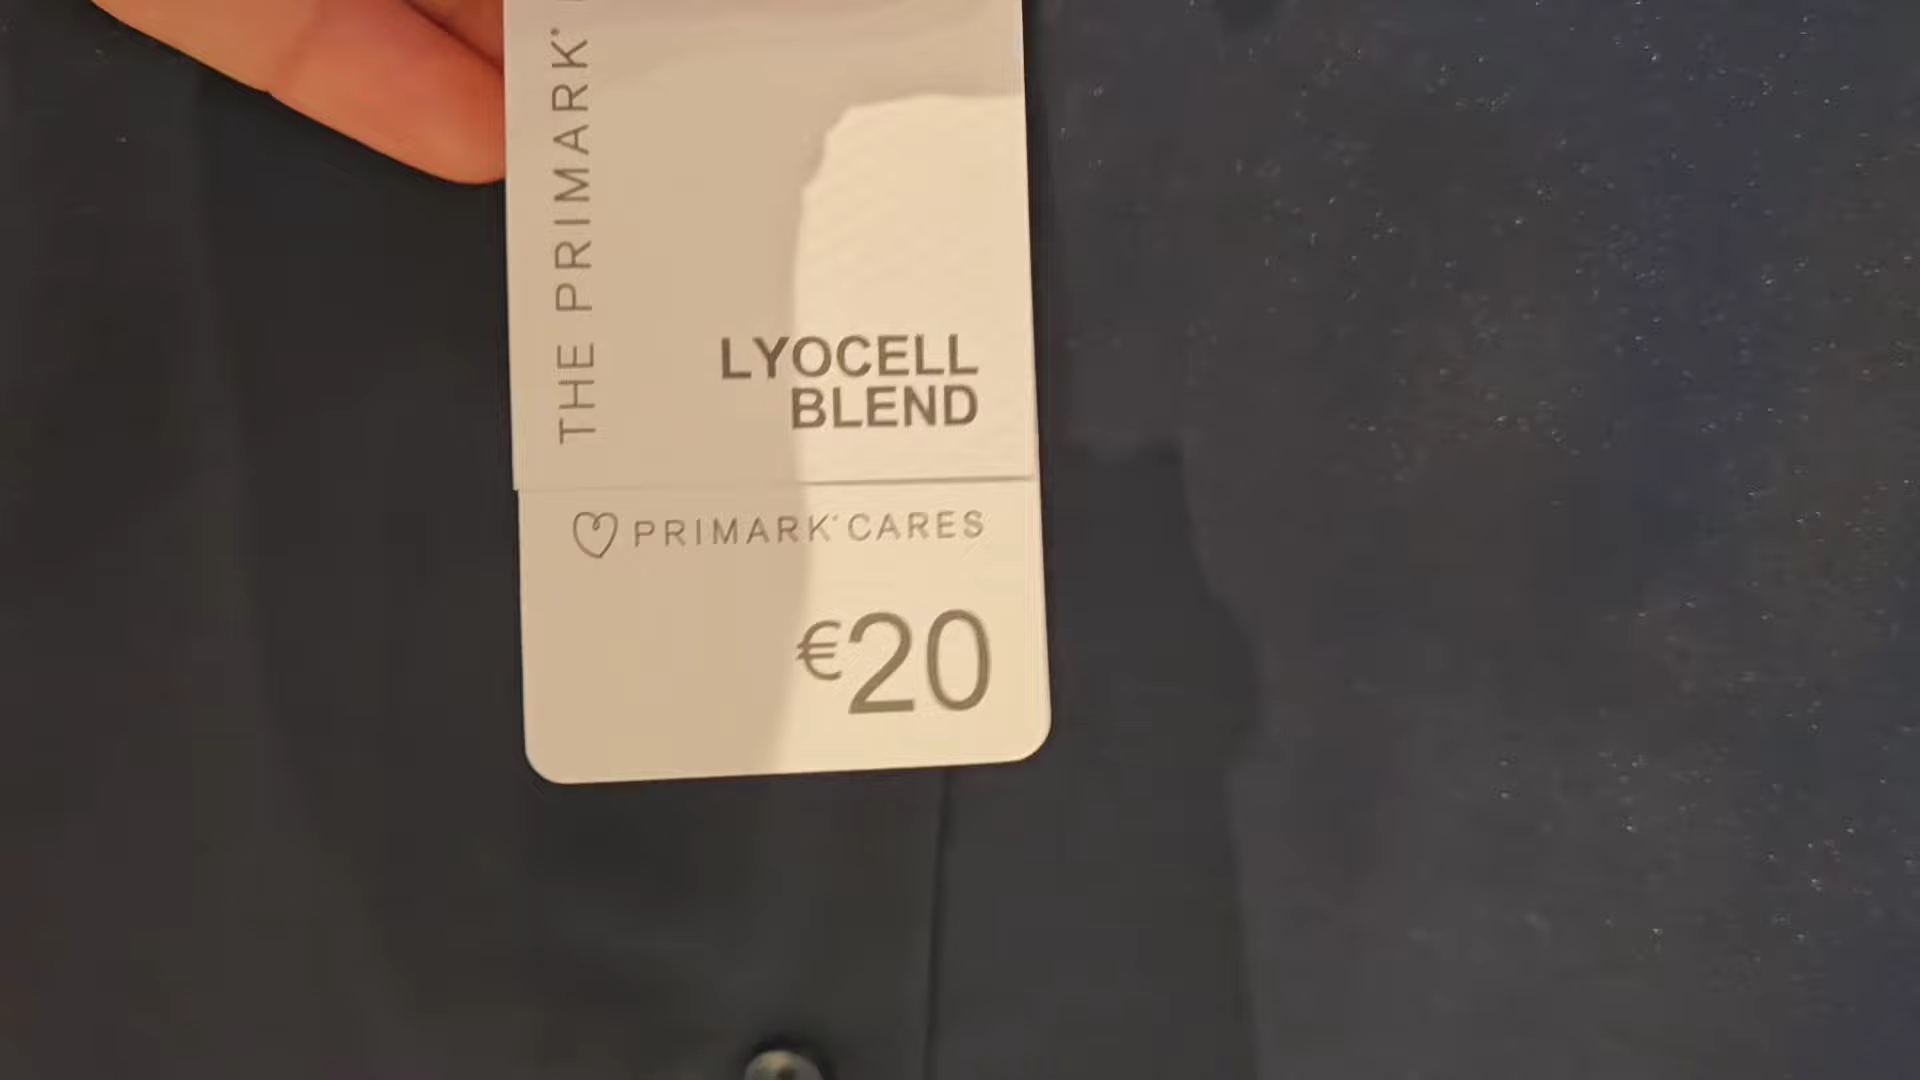 THE PRIMARK
LYOCELL
BLEND
PRIMARK CARES
€20